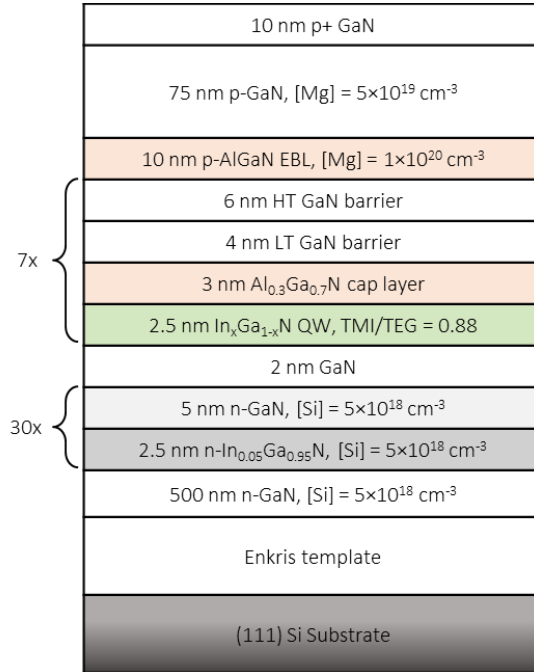 10 nm p+ GaN
75 nm p-GaN, [Mg] = 5×10¹⁹ cm⁻³
10 nm p-AlGaN EBL, [Mg] = 1×10²⁰ cm⁻³
6 nm HT GaN barrier
7x
4 nm LT GaN barrier
3 nm Al₀.₃Ga₀.₇N cap layer
2.5 nm InₓGa₁₋ₓN QW, TMI/TEG = 0.88
2 nm GaN
30x
5 nm n-GaN, [Si] = 5×10¹⁸ cm⁻³
2.5 nm n-In₀.₀₅Ga₀.₉₅N, [Si] = 5×10¹⁸ cm⁻³
500 nm n-GaN, [Si] = 5×10¹⁸ cm⁻³
Enkris template
(111) Si Substrate